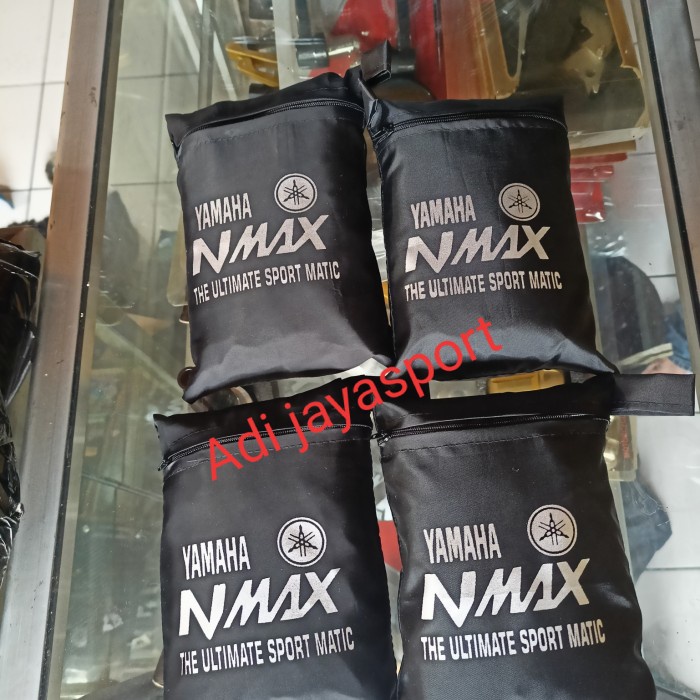 YAMAHA
NMAX
THE ULTIMATE SPORT MATIC
YAMAHA
NMAX
THE ULTIMATE SPORT MATIC
Adi jayasport
YAMAHA
NMAX
THE ULTIMATE SPORT MATIC
YAMAHA
NMAX
THE ULTIMATE SPORT MATIC